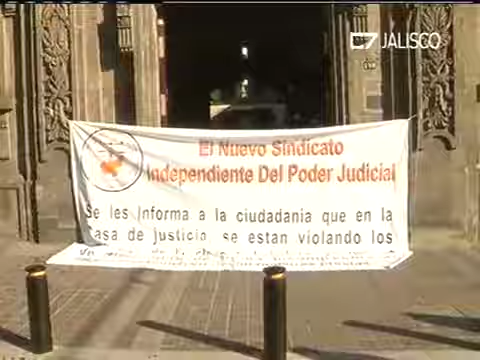 C7 JALISCO
El Nuevo Sindicato
Independiente Del Poder Judicial
Se les informa a la ciudadania que en la
casa de justicia, se estan violando los